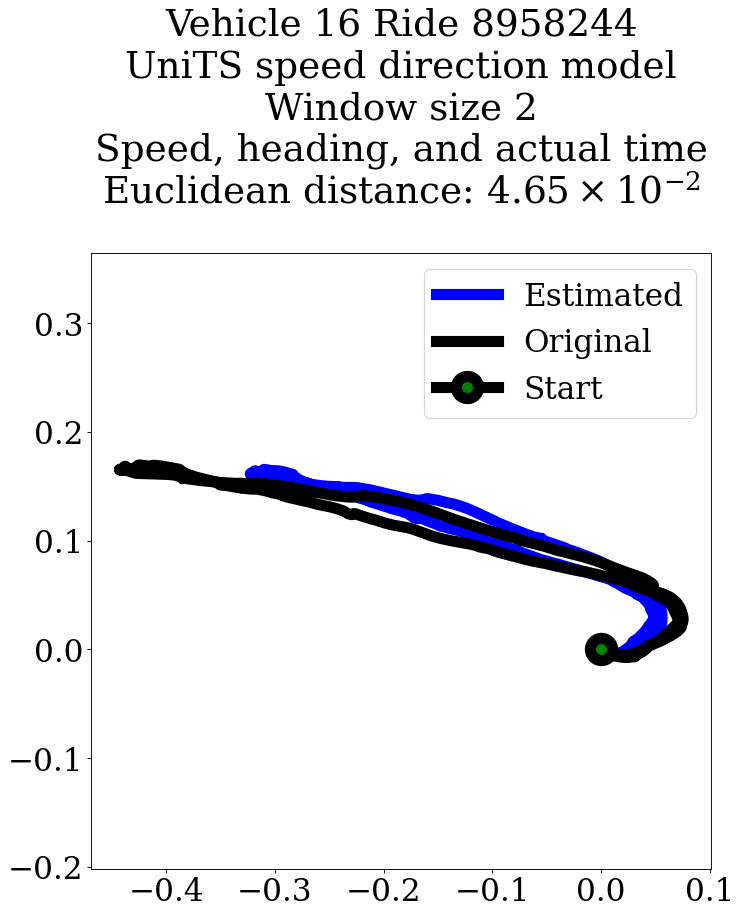 Vehicle 16 Ride 8958244
UniTS speed direction model
Window size 2
Speed, heading, and actual time
Euclidean distance: 4.65 × 10⁻²
Estimated
Original
Start
0.3
0.2
0.1
0.0
−0.1
−0.2
−0.4 −0.3 −0.2 −0.1 0.0 0.1